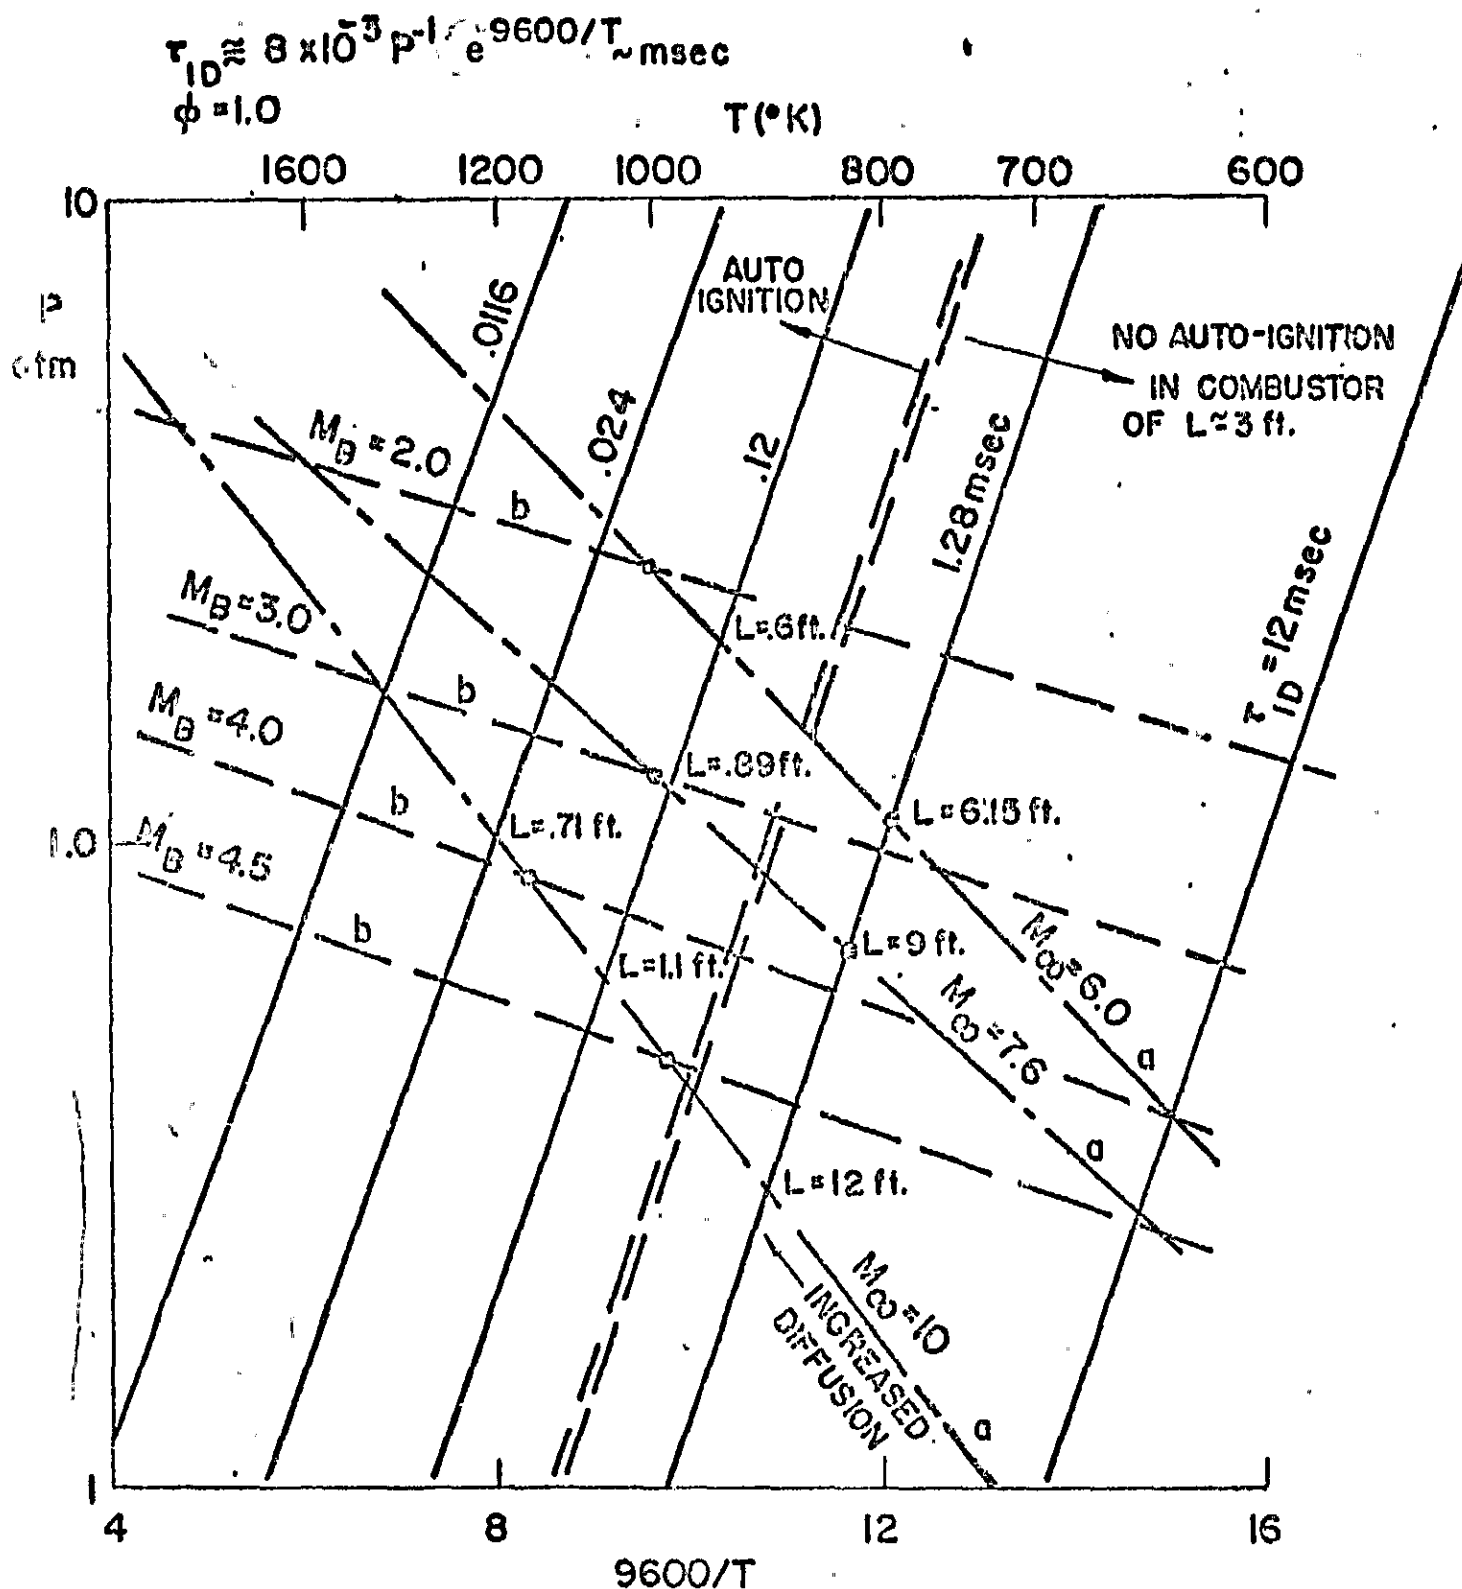 τ_ID ≈ 8 x 10^-3 P^-1 e^9600/T ~ msec
ϕ = 1.0
T (°K)
1600 1200 1000 800 700 600
10
P
atm
AUTO
IGNITION
NO AUTO-IGNITION
IN COMBUSTOR
OF L≈3 ft.
.0116
.024
.12
1.28 msec
τ_ID = 12 msec
M_B = 2.0
b
M_B = 3.0
b
L=.6 ft.
M_B = 4.0
b
L=.89 ft.
L=.71 ft.
L=6.15 ft.
1.0
M_B = 4.5
b
L=1.1 ft.
L=9 ft.
M∞=6.0
a
M∞=7.6
a
L=12 ft.
M∞=10
a
INCREASED
DIFFUSION
1
4 8 12 16
9600/T